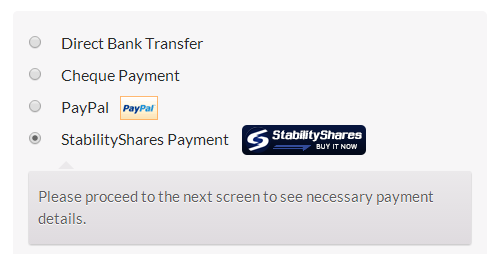 Direct Bank Transfer
Cheque Payment
PayPal PayPal
StabilityShares Payment StabilityShares
BUY IT NOW
Please proceed to the next screen to see necessary payment
details.